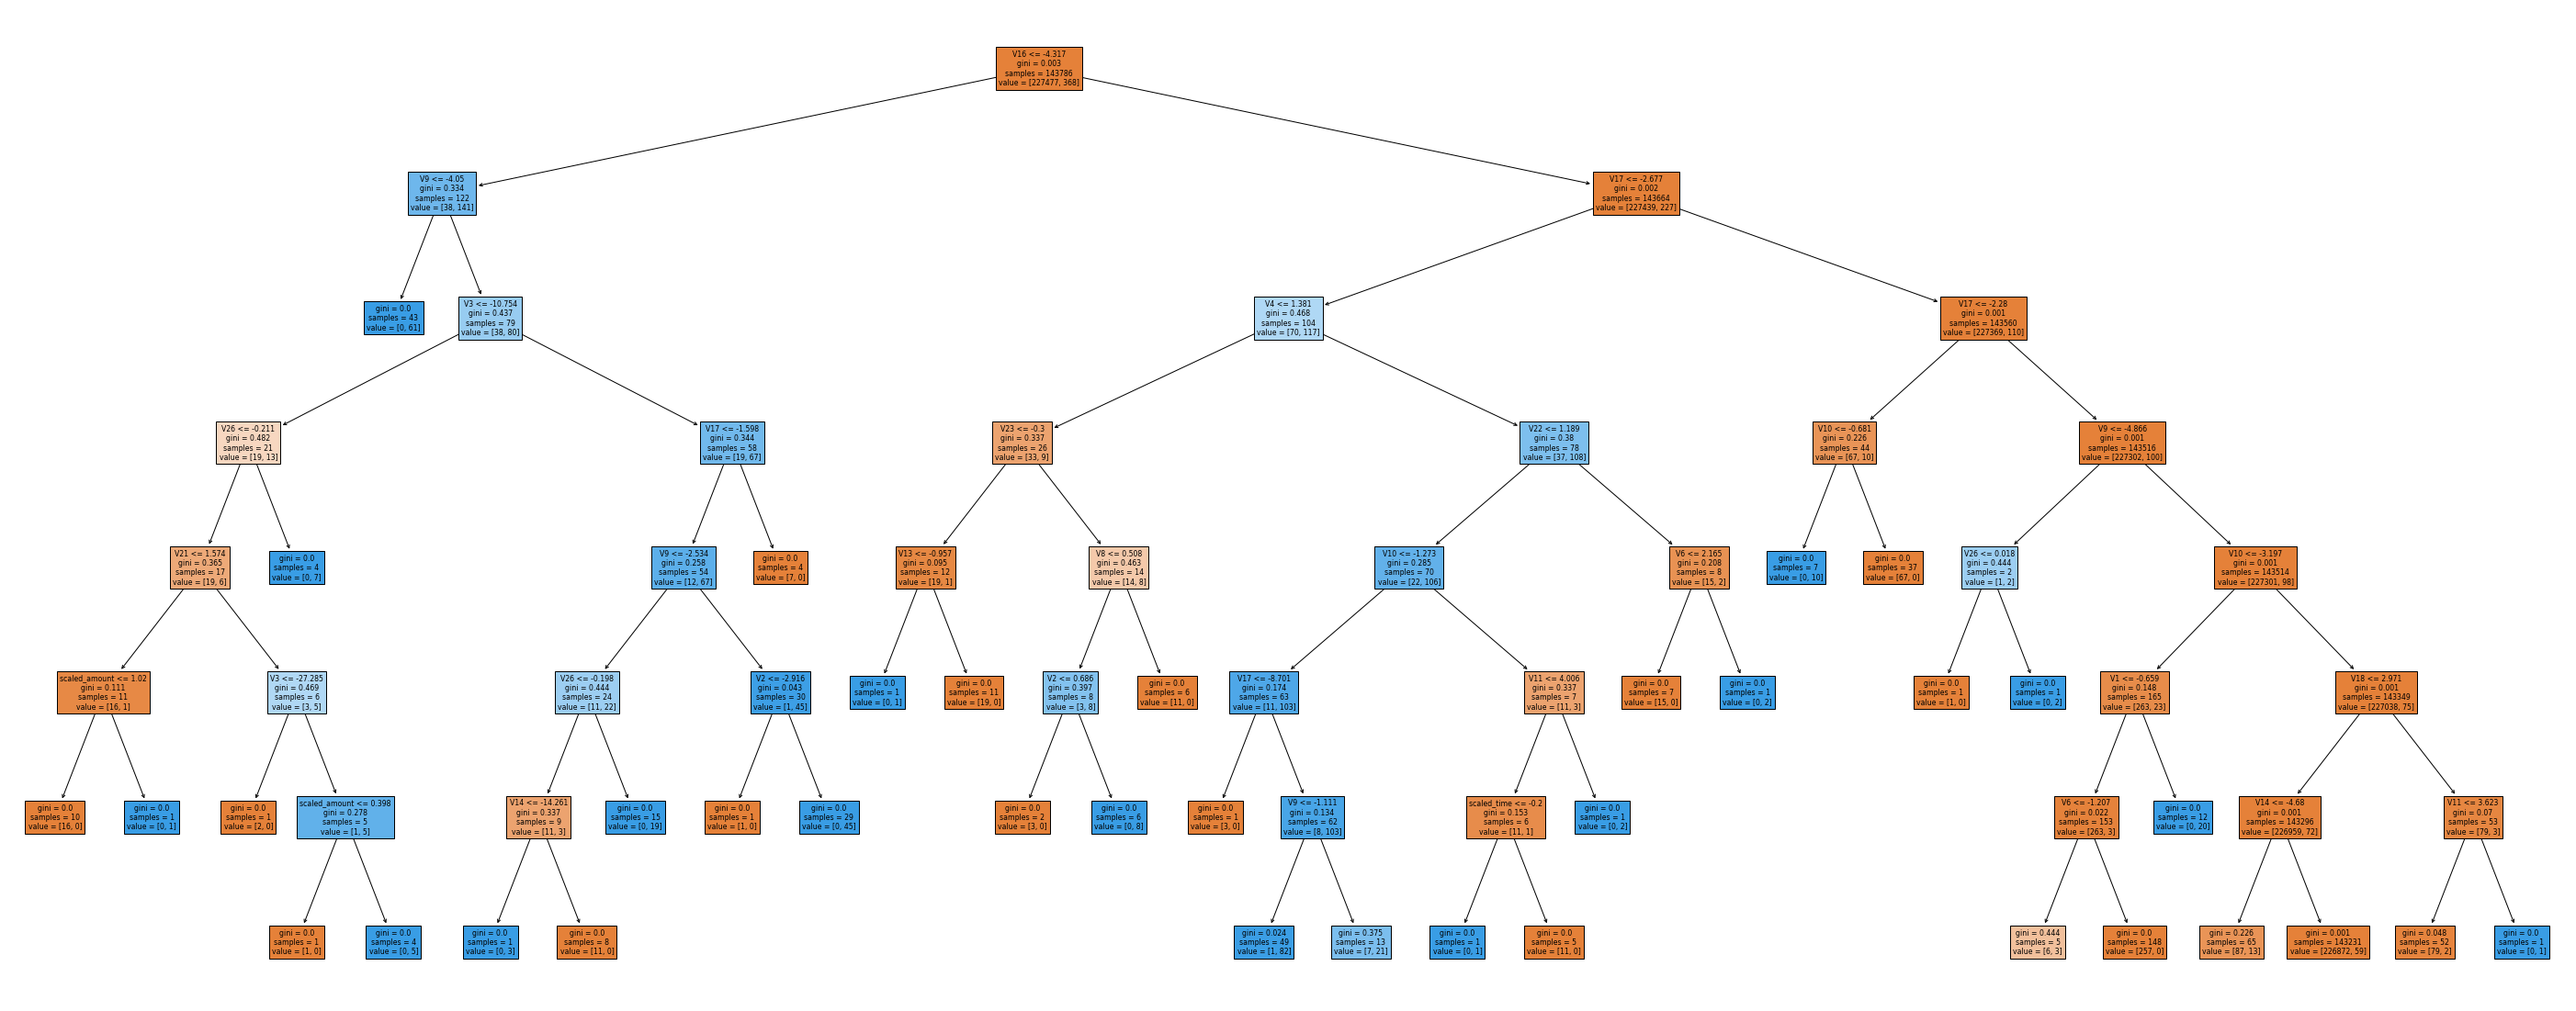 V16 <= -4.317
gini = 0.003
samples = 143786
value = [227477, 368]
V9 <= -4.05
gini = 0.334
samples = 122
value = [38, 141]
V17 <= -2.677
gini = 0.002
samples = 143664
value = [227439, 227]
gini = 0.0
samples = 43
value = [0, 61]
V3 <= -10.754
gini = 0.437
samples = 79
value = [38, 80]
V4 <= 1.381
gini = 0.468
samples = 104
value = [70, 117]
V17 <= -2.28
gini = 0.001
samples = 143560
value = [227369, 110]
V26 <= -0.211
gini = 0.482
samples = 21
value = [19, 13]
V17 <= -1.598
gini = 0.344
samples = 58
value = [19, 67]
V23 <= -0.3
gini = 0.337
samples = 26
value = [33, 9]
V22 <= 1.189
gini = 0.38
samples = 78
value = [37, 108]
V10 <= -0.681
gini = 0.226
samples = 44
value = [67, 10]
V9 <= -4.866
gini = 0.001
samples = 143516
value = [227302, 100]
V21 <= 1.574
gini = 0.365
samples = 17
value = [19, 6]
gini = 0.0
samples = 4
value = [0, 7]
V9 <= -2.534
gini = 0.258
samples = 54
value = [12, 67]
gini = 0.0
samples = 4
value = [7, 0]
V13 <= -0.957
gini = 0.095
samples = 12
value = [19, 1]
V8 <= 0.508
gini = 0.463
samples = 14
value = [14, 8]
V10 <= -1.273
gini = 0.285
samples = 70
value = [22, 106]
V6 <= 2.165
gini = 0.208
samples = 8
value = [15, 2]
gini = 0.0
samples = 7
value = [0, 10]
gini = 0.0
samples = 37
value = [67, 0]
V26 <= 0.018
gini = 0.444
samples = 2
value = [1, 2]
V10 <= -3.197
gini = 0.001
samples = 143514
value = [227301, 98]
scaled_amount <= 1.02
gini = 0.111
samples = 11
value = [16, 1]
V3 <= -27.285
gini = 0.469
samples = 6
value = [3, 5]
V26 <= -0.198
gini = 0.444
samples = 24
value = [11, 22]
V2 <= -2.916
gini = 0.043
samples = 30
value = [1, 45]
gini = 0.0
samples = 1
value = [0, 1]
gini = 0.0
samples = 11
value = [19, 0]
V2 <= 0.686
gini = 0.397
samples = 8
value = [3, 8]
gini = 0.0
samples = 6
value = [11, 0]
V17 <= -8.701
gini = 0.174
samples = 63
value = [11, 103]
V11 <= 4.006
gini = 0.337
samples = 7
value = [11, 3]
gini = 0.0
samples = 7
value = [15, 0]
gini = 0.0
samples = 1
value = [0, 2]
gini = 0.0
samples = 1
value = [1, 0]
gini = 0.0
samples = 1
value = [0, 2]
V1 <= -0.659
gini = 0.148
samples = 165
value = [263, 23]
V18 <= 2.971
gini = 0.001
samples = 143349
value = [227038, 75]
gini = 0.0
samples = 10
value = [16, 0]
gini = 0.0
samples = 1
value = [0, 1]
gini = 0.0
samples = 1
value = [2, 0]
scaled_amount <= 0.398
gini = 0.278
samples = 5
value = [1, 5]
V14 <= -14.261
gini = 0.337
samples = 9
value = [11, 3]
gini = 0.0
samples = 15
value = [0, 19]
gini = 0.0
samples = 1
value = [1, 0]
gini = 0.0
samples = 29
value = [0, 45]
gini = 0.0
samples = 2
value = [3, 0]
gini = 0.0
samples = 6
value = [0, 8]
gini = 0.0
samples = 1
value = [3, 0]
V9 <= -1.111
gini = 0.134
samples = 62
value = [8, 103]
scaled_time <= -0.2
gini = 0.153
samples = 6
value = [11, 1]
gini = 0.0
samples = 1
value = [0, 2]
V6 <= -1.207
gini = 0.022
samples = 153
value = [263, 3]
gini = 0.0
samples = 12
value = [0, 20]
V14 <= -4.68
gini = 0.001
samples = 143296
value = [226959, 72]
V11 <= 3.623
gini = 0.07
samples = 53
value = [79, 3]
gini = 0.0
samples = 1
value = [1, 0]
gini = 0.0
samples = 4
value = [0, 5]
gini = 0.0
samples = 1
value = [0, 3]
gini = 0.0
samples = 8
value = [11, 0]
gini = 0.024
samples = 49
value = [1, 82]
gini = 0.375
samples = 13
value = [7, 21]
gini = 0.0
samples = 1
value = [0, 1]
gini = 0.0
samples = 5
value = [11, 0]
gini = 0.444
samples = 5
value = [6, 3]
gini = 0.0
samples = 148
value = [257, 0]
gini = 0.226
samples = 65
value = [87, 13]
gini = 0.001
samples = 143231
value = [226872, 59]
gini = 0.048
samples = 52
value = [79, 2]
gini = 0.0
samples = 1
value = [0, 1]